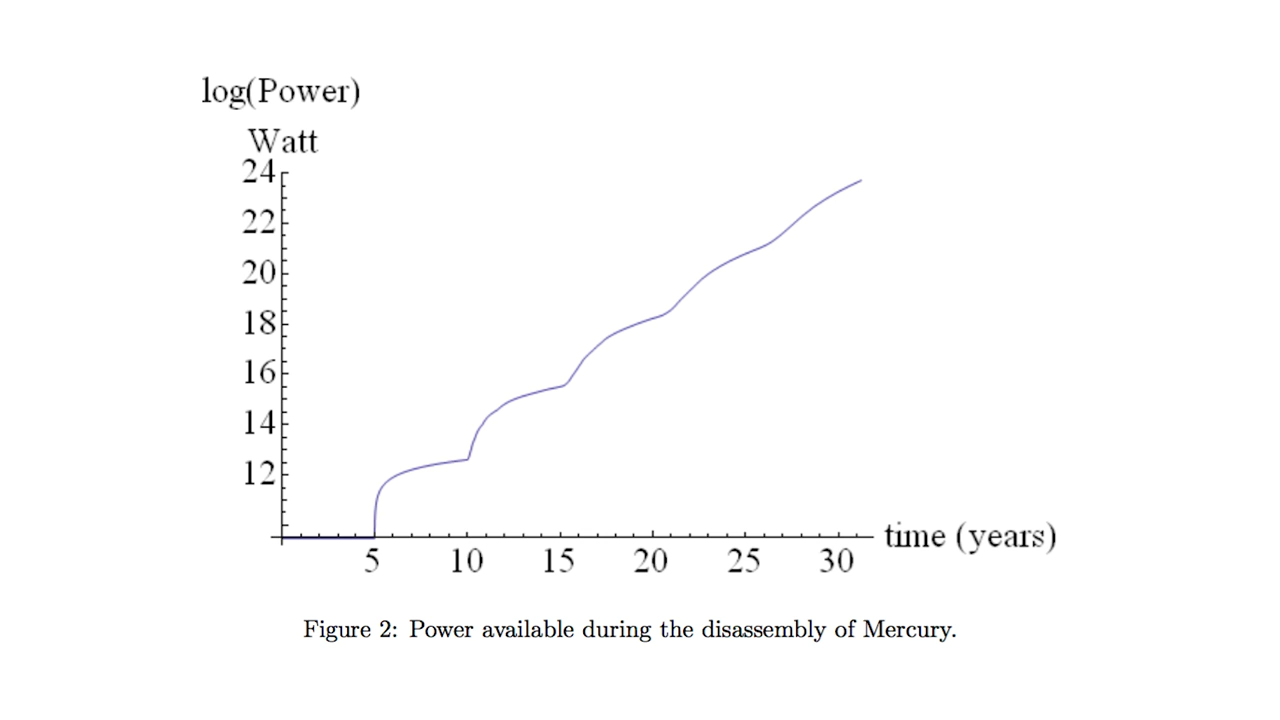 log(Power)
Watt
24
22
20
18
16
14
12
5 10 15 20 25 30
time (years)
Figure 2: Power available during the disassembly of Mercury.